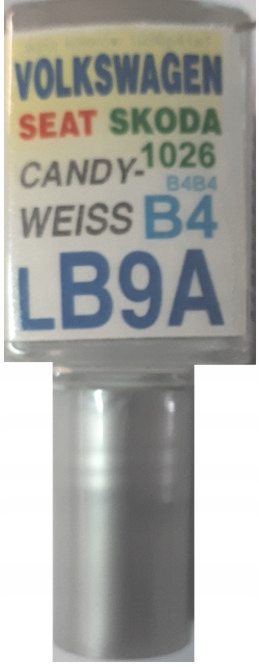 VOLKSWAGEN
SEAT SKODA
CANDY-1026
B4B4
WEISS B4
LB9A